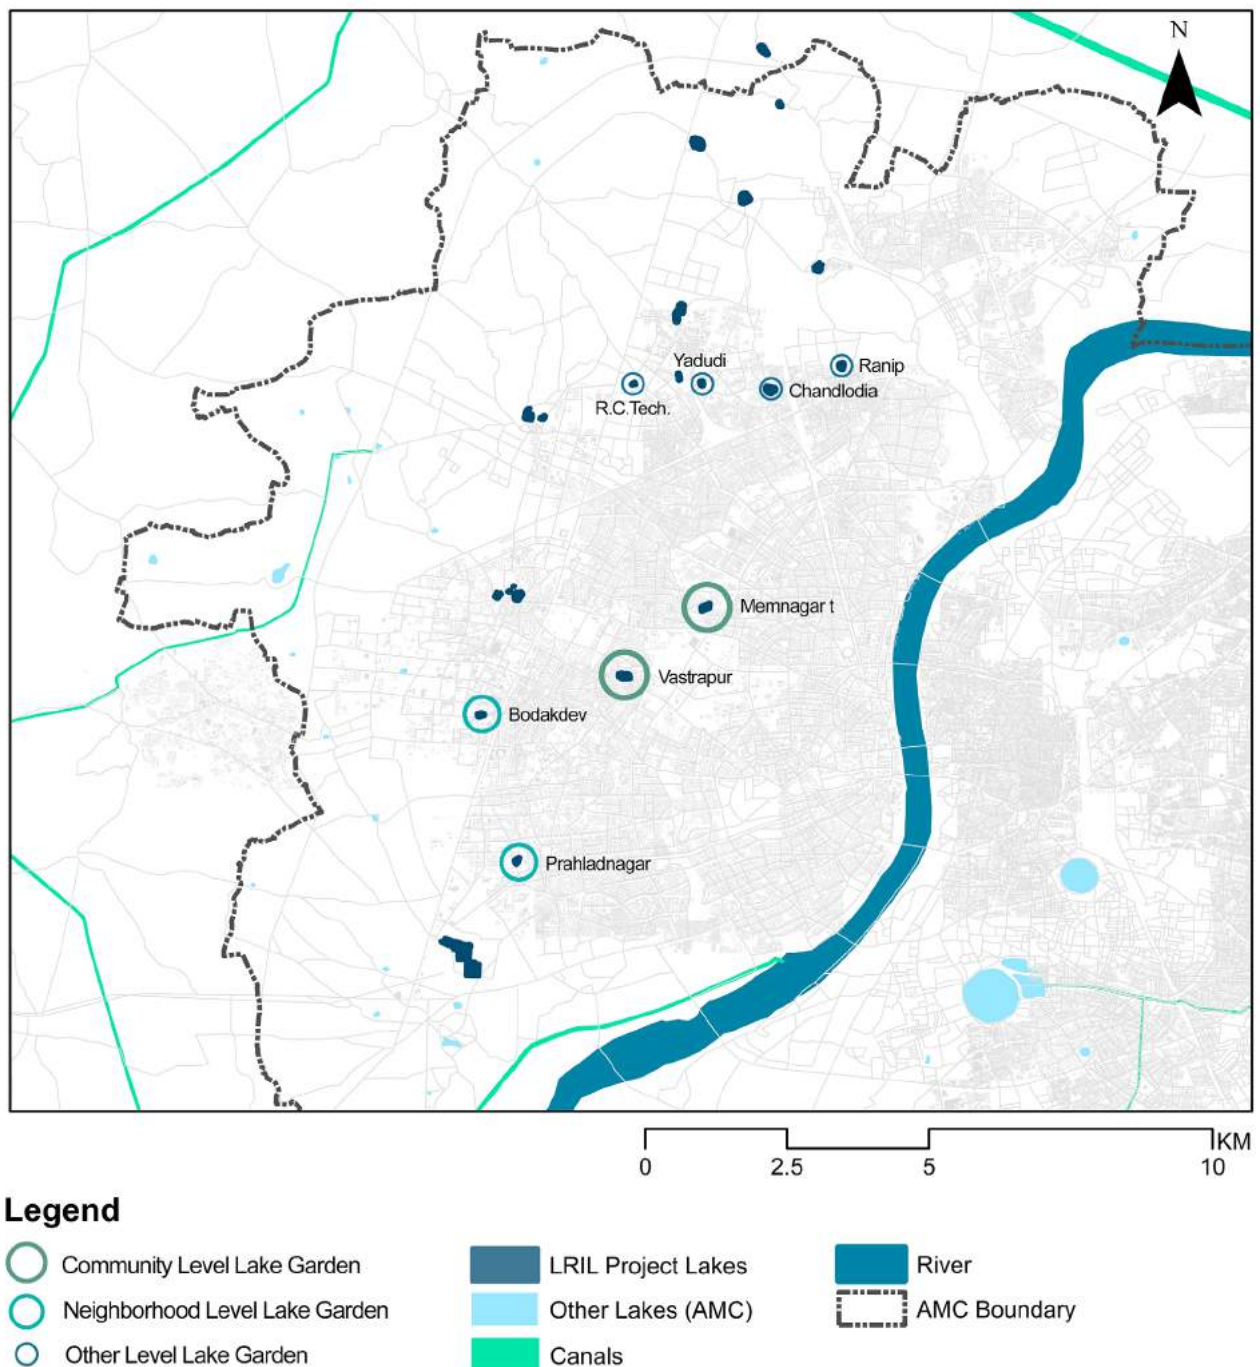 N
Yadudi
Ranip
Chandlodia
R.C.Tech.
Memnagar t
Vastrapur
Bodakdev
Prahladnagar
KM
0 2.5 5 10
Legend
Community Level Lake Garden
LRIL Project Lakes
River
Neighborhood Level Lake Garden
Other Lakes (AMC)
AMC Boundary
Other Level Lake Garden
Canals